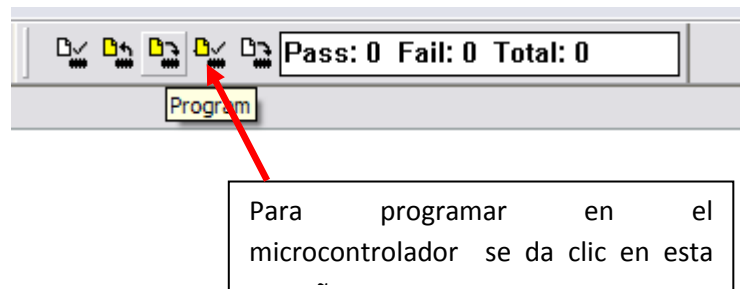 Pass: 0 Fail: 0 Total: 0
Program
Para programar en el
microcontrolador se da clic en esta